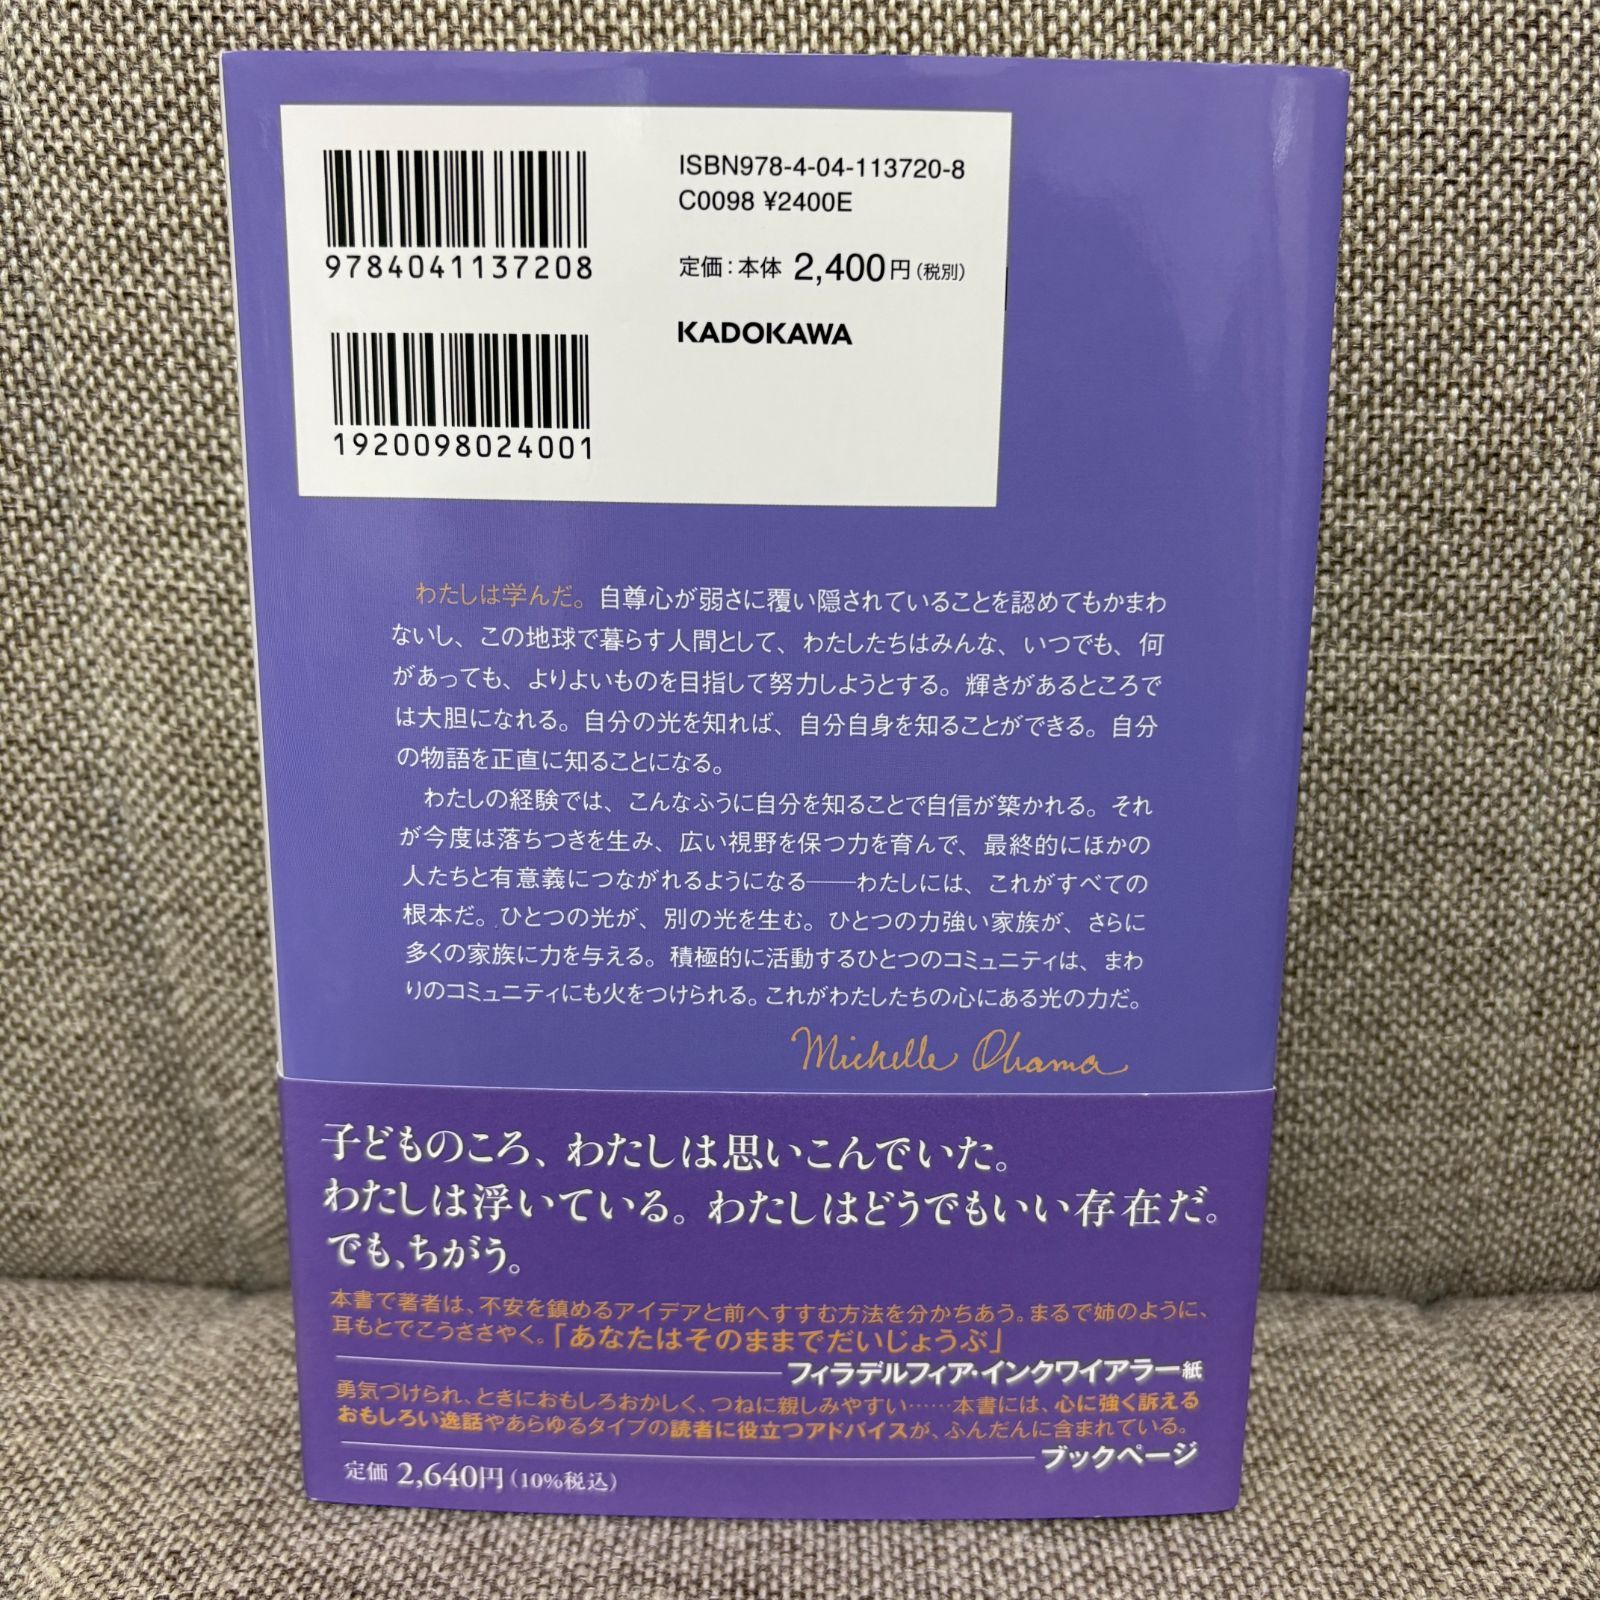 ISBN978-4-04-113720-8
C0098 ¥2400E
定価:本体 2,400円(税別)
KADOKAWA
9784041137208
1920098024001
わたしは学んだ。自尊心が弱さに覆い隠されていることを認めてもかまわ
ないし、この地球で暮らす人間として、わたしたちはみんな、いつでも、何
があっても、よりよいものを目指して努力しようとする。輝きがあるところで
は大胆になれる。自分の光を知れば、自分自身を知ることができる。自分
の物語を正直に知ることになる。
わたしの経験では、こんなふうに自分を知ることで自信が築かれる。それ
が今度は落ちつきを生み、広い視野を保つ力を育んで、最終的にほかの
人たちと有意義につながれるようになる——わたしには、これがすべての
根本だ。ひとつの光が、別の光を生む。ひとつの力強い家族が、さらに
多くの家族に力を与える。積極的に活動するひとつのコミュニティは、まわ
りのコミュニティにも火をつけられる。これがわたしたちの心にある光の力だ。
Michelle Obama
子どものころ、わたしは思いこんでいた。
わたしは浮いている。わたしはどうでもいい存在だ。
でも、ちがう。
本書で著者は、不安を鎮めるアイデアと前へすすむ方法を分かちあう。まるで姉のように、
耳もとでこうささやく。「あなたはそのままでだいじょうぶ」
フィラデルフィア・インクワイアラー紙
勇気づけられ、ときにおもしろおかしく、つねに親しみやすい……本書には、心に強く訴える
おもしろい逸話やあらゆるタイプの読者に役立つアドバイスが、ふんだんに含まれている。
ブックページ
定価 2,640円(10%税込)